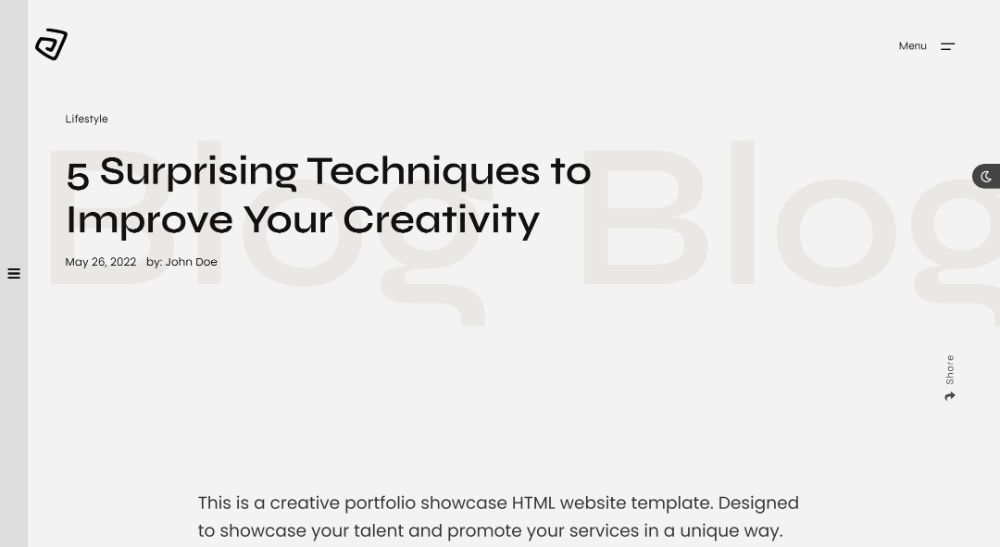 Menu
Lifestyle
Blog Blog
5 Surprising Techniques to
Improve Your Creativity
May 26, 2022 by: John Doe
Share
This is a creative portfolio showcase HTML website template. Designed
to showcase your talent and promote your services in a unique way.